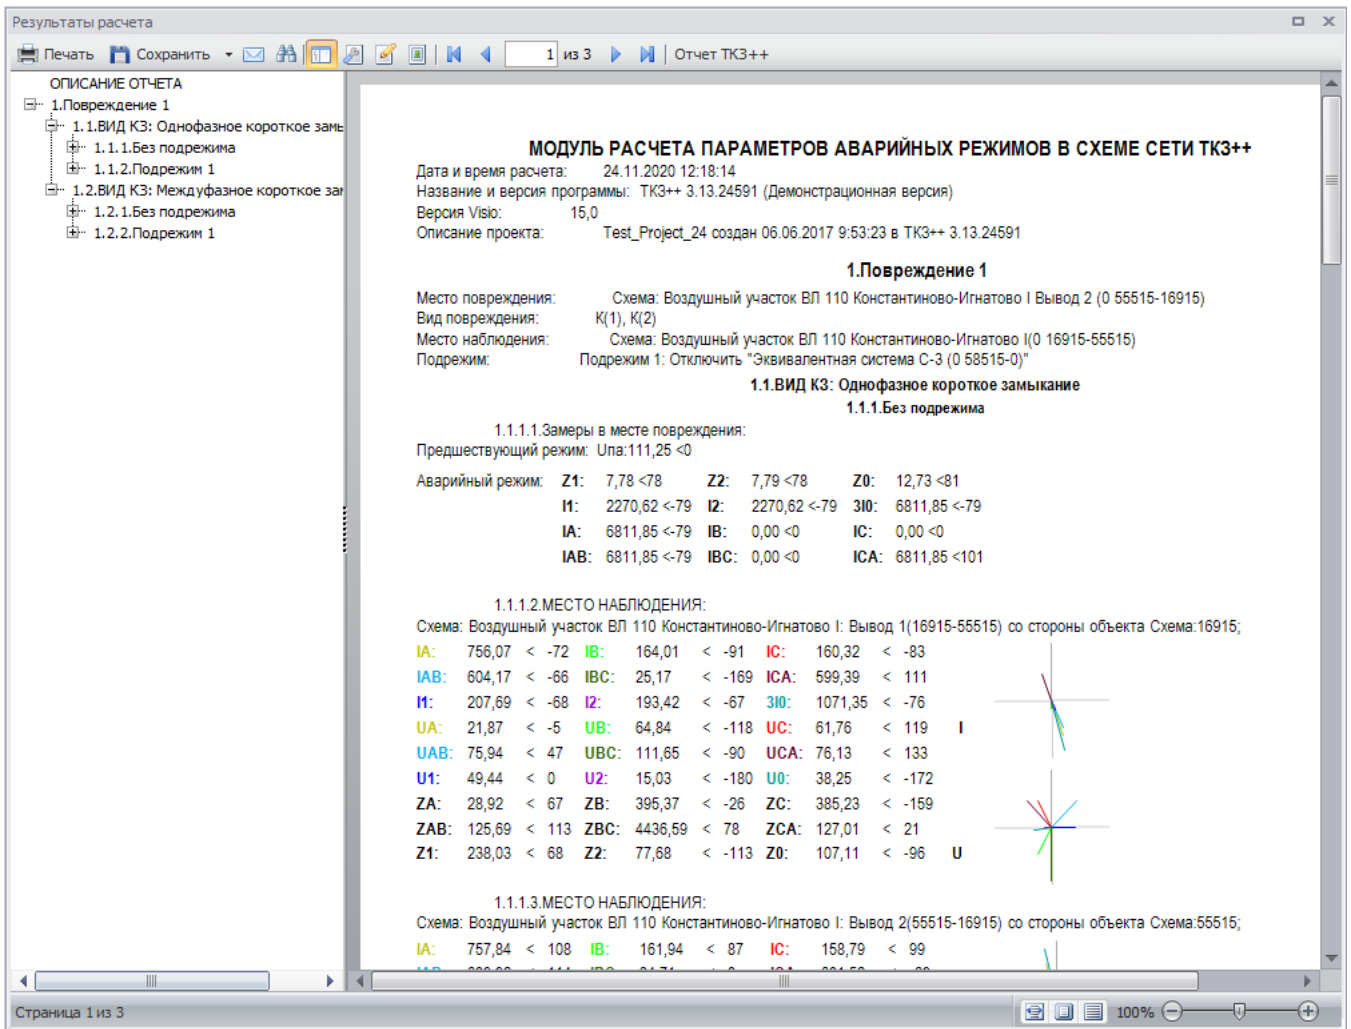 Результаты расчета
Печать Сохранить 1 из 3 Отчет ТКЗ++
ОПИСАНИЕ ОТЧЕТА
1.Повреждение 1
1.1.ВИД КЗ: Однофазное короткое замы
1.1.1.Без подрежима
1.1.2.Подрежим 1
1.2.ВИД КЗ: Междуфазное короткое зам
1.2.1.Без подрежима
1.2.2.Подрежим 1
МОДУЛЬ РАСЧЕТА ПАРАМЕТРОВ АВАРИЙНЫХ РЕЖИМОВ В СХЕМЕ СЕТИ ТКЗ++
Дата и время расчета: 24.11.2020 12:18:14
Название и версия программы: ТКЗ++ 3.13.24591 (Демонстрационная версия)
Версия Visio: 15,0
Описание проекта: Test_Project_24 создан 06.06.2017 9:53:23 в ТКЗ++ 3.13.24591
1.Повреждение 1
Место повреждения: Схема: Воздушный участок ВЛ 110 Константиново-Игнатово I Вывод 2 (0 55515-16915)
Вид повреждения: К(1), К(2)
Место наблюдения: Схема: Воздушный участок ВЛ 110 Константиново-Игнатово I(0 16915-55515)
Подрежим: Подрежим 1: Отключить "Эквивалентная система С-3 (0 58515-0)"
1.1.ВИД КЗ: Однофазное короткое замыкание
1.1.1.Без подрежима
1.1.1.1.Замеры в месте повреждения:
Предшествующий режим: Uпа:111,25 <0
Аварийный режим: Z1: 7,78 <78 Z2: 7,79 <78 Z0: 12,73 <81
I1: 2270,62 <-79 I2: 2270,62 <-79 3I0: 6811,85 <-79
IA: 6811,85 <-79 IB: 0,00 <0 IC: 0,00 <0
IAB: 6811,85 <-79 IBC: 0,00 <0 ICA: 6811,85 <101
1.1.1.2.МЕСТО НАБЛЮДЕНИЯ:
Схема: Воздушный участок ВЛ 110 Константиново-Игнатово I: Вывод 1(16915-55515) со стороны объекта Схема:16915;
IA: 756,07 < -72 IB: 164,01 < -91 IC: 160,32 < -83
IAB: 604,17 < -66 IBC: 25,17 < -169 ICA: 599,39 < 111
I1: 207,69 < -68 I2: 193,42 < -67 3I0: 1071,35 < -76
UA: 21,87 < -5 UB: 64,84 < -118 UC: 61,76 < 119 I
UAB: 75,94 < 47 UBC: 111,65 < -90 UCA: 76,13 < 133
U1: 49,44 < 0 U2: 15,03 < -180 U0: 38,25 < -172
ZA: 28,92 < 67 ZB: 395,37 < -26 ZC: 385,23 < -159
ZAB: 125,69 < 113 ZBC: 4436,59 < 78 ZCA: 127,01 < 21
Z1: 238,03 < 68 Z2: 77,68 < -113 Z0: 107,11 < -96 U
1.1.1.3.МЕСТО НАБЛЮДЕНИЯ:
Схема: Воздушный участок ВЛ 110 Константиново-Игнатово I: Вывод 2(55515-16915) со стороны объекта Схема:55515;
IA: 757,84 < 108 IB: 161,94 < 87 IC: 158,79 < 99
Страница 1 из 3 100%